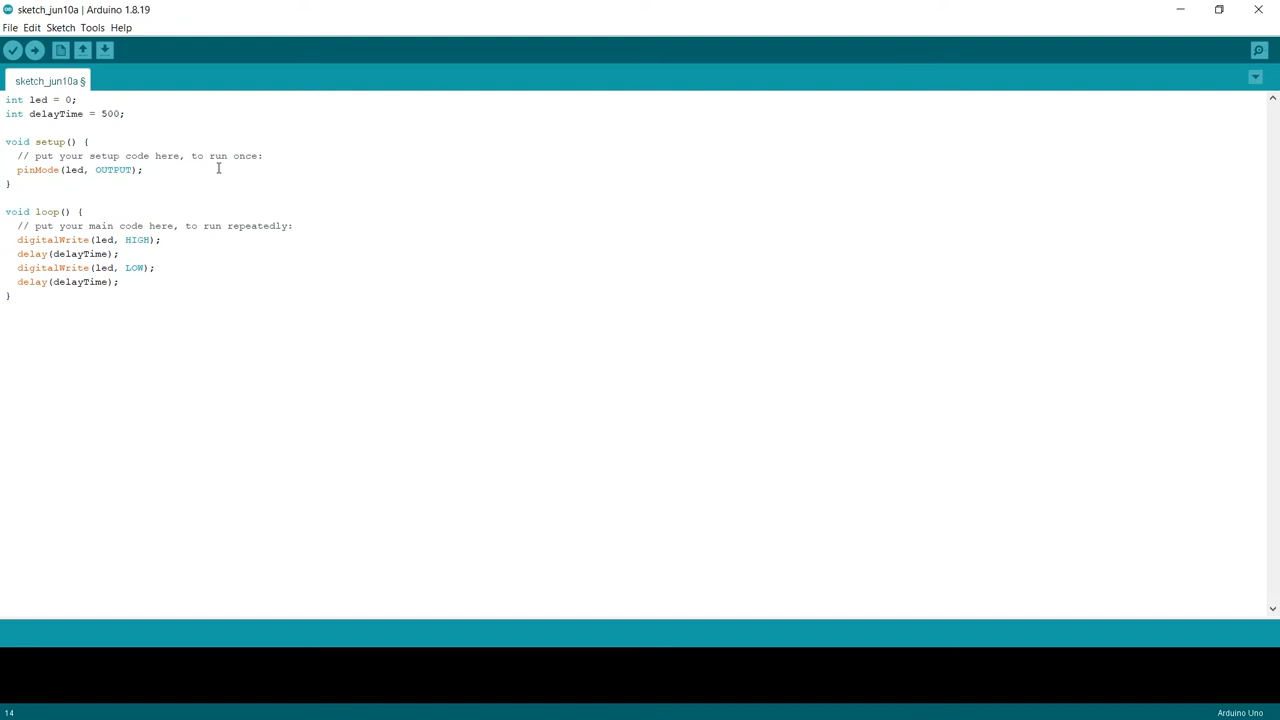 sketch_jun10a | Arduino 1.8.19
File Edit Sketch Tools Help
sketch_jun10a §
int led = 0;
int delayTime = 500;
void setup() {
  // put your setup code here, to run once:
  pinMode(led, OUTPUT);
}
void loop() {
  // put your main code here, to run repeatedly:
  digitalWrite(led, HIGH);
  delay(delayTime);
  digitalWrite(led, LOW);
  delay(delayTime);
}
14 Arduino Uno